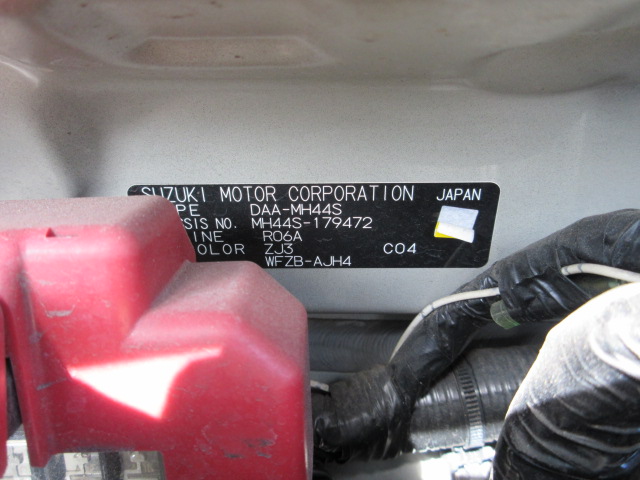 SUZUKI MOTOR CORPORATION JAPAN
PE DAA-MH44S
SIS NO. MH44S-179472
INE R06A
OLOR ZJ3 C04
WFZB-AJH4